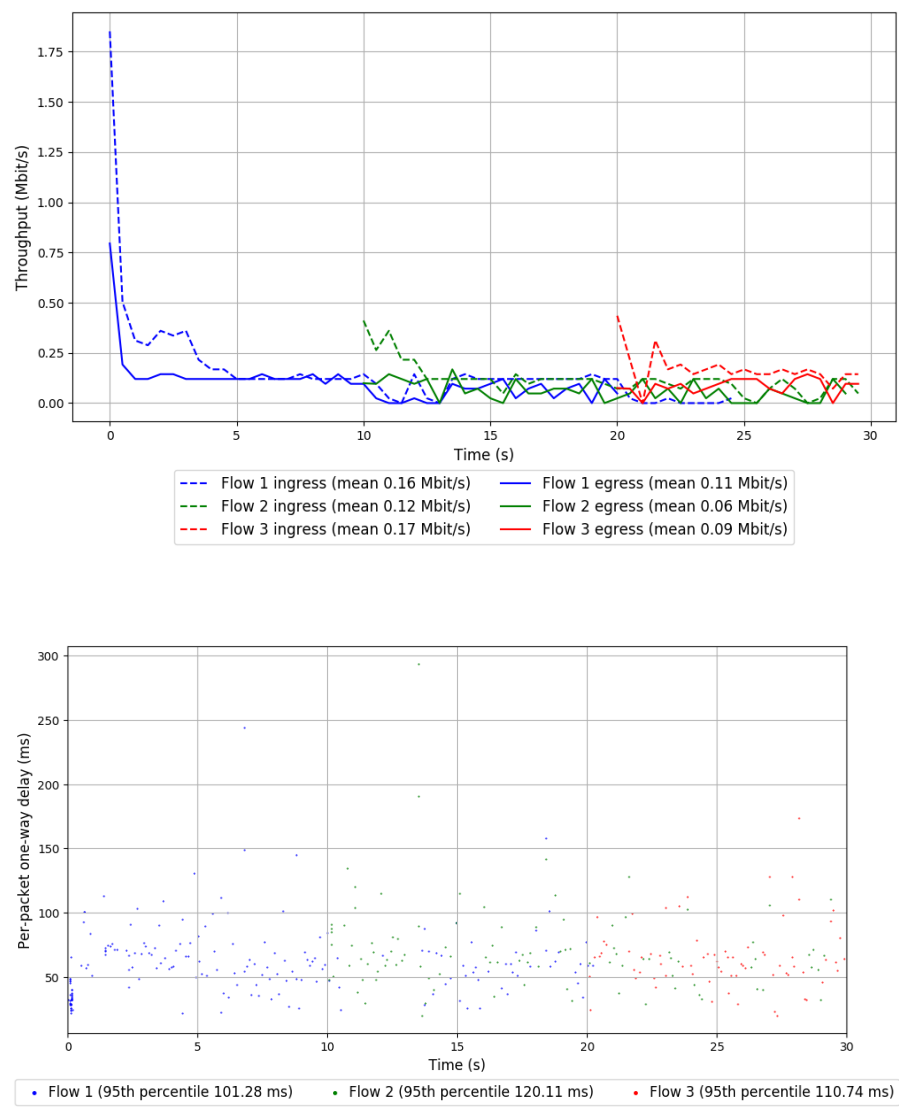 1.75
1.50
1.25
1.00
0.75
0.50
0.25
0.00
Throughput (Mbit/s)
0 5 10 15 20 25 30
Time (s)
Flow 1 ingress (mean 0.16 Mbit/s) Flow 1 egress (mean 0.11 Mbit/s)
Flow 2 ingress (mean 0.12 Mbit/s) Flow 2 egress (mean 0.06 Mbit/s)
Flow 3 ingress (mean 0.17 Mbit/s) Flow 3 egress (mean 0.09 Mbit/s)
300
250
200
150
100
50
Per-packet one-way delay (ms)
0 5 10 15 20 25 30
Time (s)
Flow 1 (95th percentile 101.28 ms) Flow 2 (95th percentile 120.11 ms) Flow 3 (95th percentile 110.74 ms)